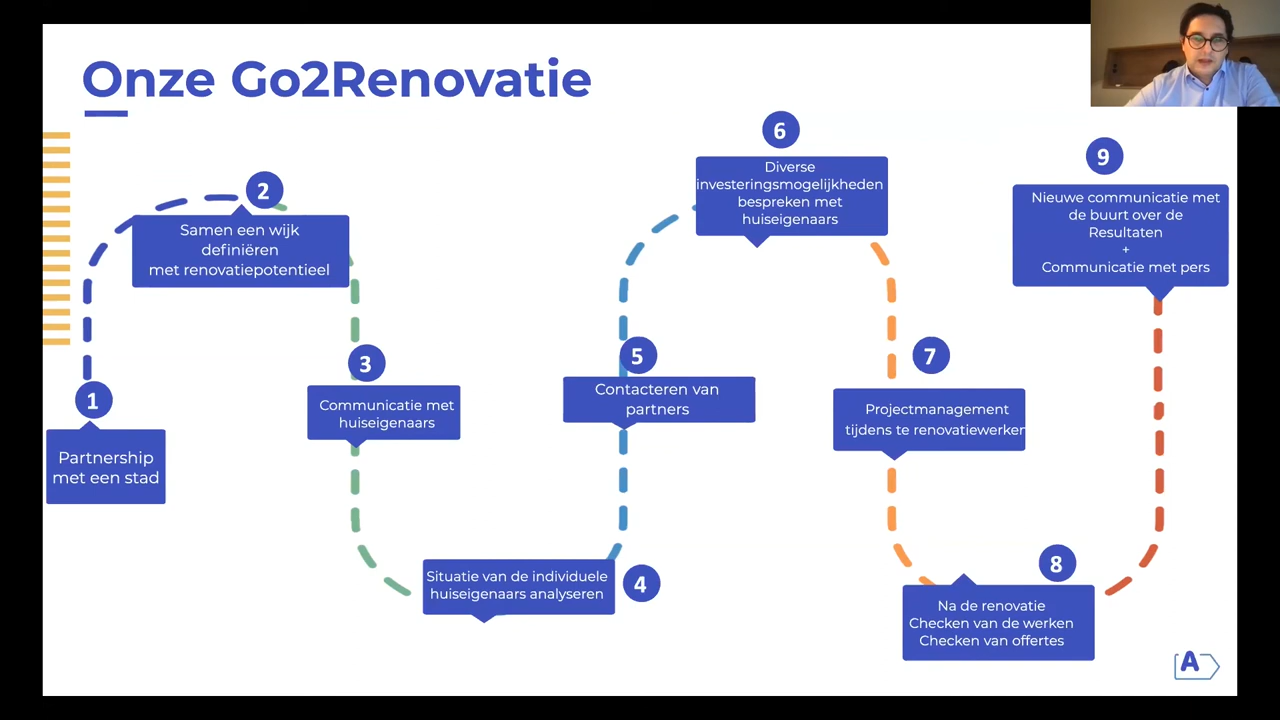 Onze Go2Renovatie
1
Partnership
met een stad
2
Samen een wijk
definiëren
met renovatiepotentieel
3
Communicatie met
huiseigenaars
4
Situatie van de individuele
huiseigenaars analyseren
5
Contacteren van
partners
6
Diverse
investeringsmogelijkheden
bespreken met
huiseigenaars
7
Projectmanagement
tijdens te renovatiewerken
8
Na de renovatie
Checken van de werken
Checken van offertes
9
Nieuwe communicatie met
de buurt over de
Resultaten
+
Communicatie met pers
A